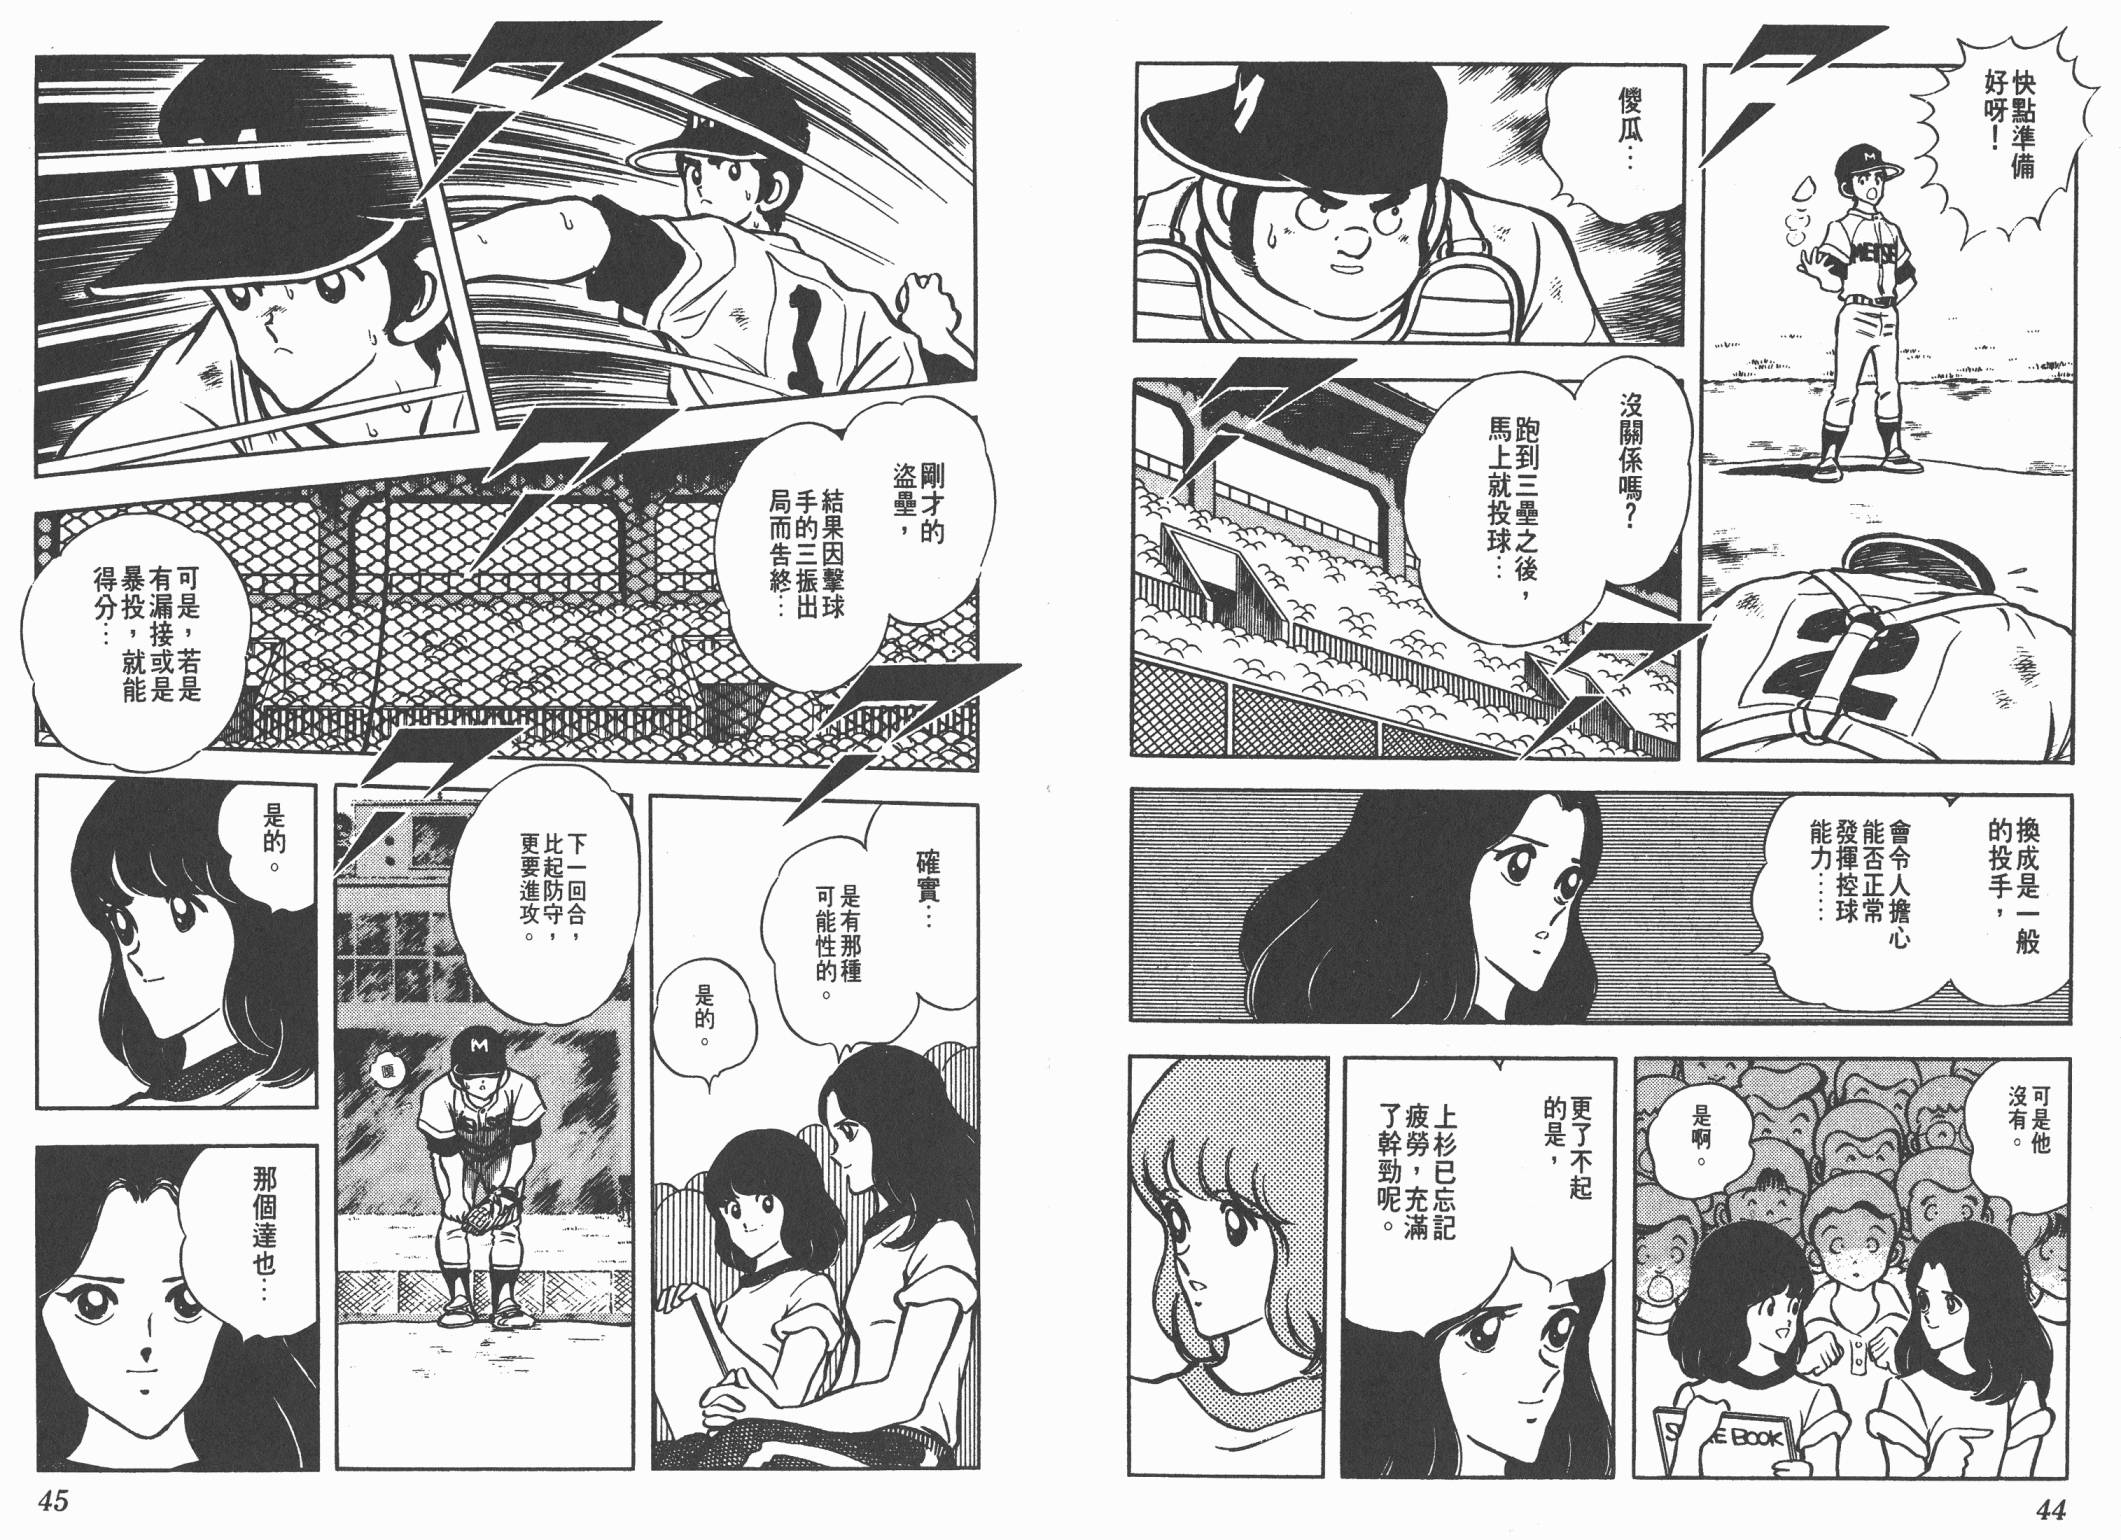 快點準備
好呀！
M
MEISEI
2
傻瓜…
沒關係嗎？
跑到三壘之後，
馬上就投球…
換成是一般
的投手，
會令人擔心
能否正常
發揮控球
能力……
可是他
沒有。
是啊。
SCORE BOOK
更了不起
的是，
上杉已忘記
疲勞，充滿
了幹勁呢。
44
M
1
M
M
剛才的
盜壘，
結果因擊球
手的三振出
局而告終…
可是，若是
有漏接或是
暴投，就能
得分…
確實…
是有那種
可能性的。
是的。
下一回合，
比起防守，
更要進攻。
M
是的。
那個達也…
45